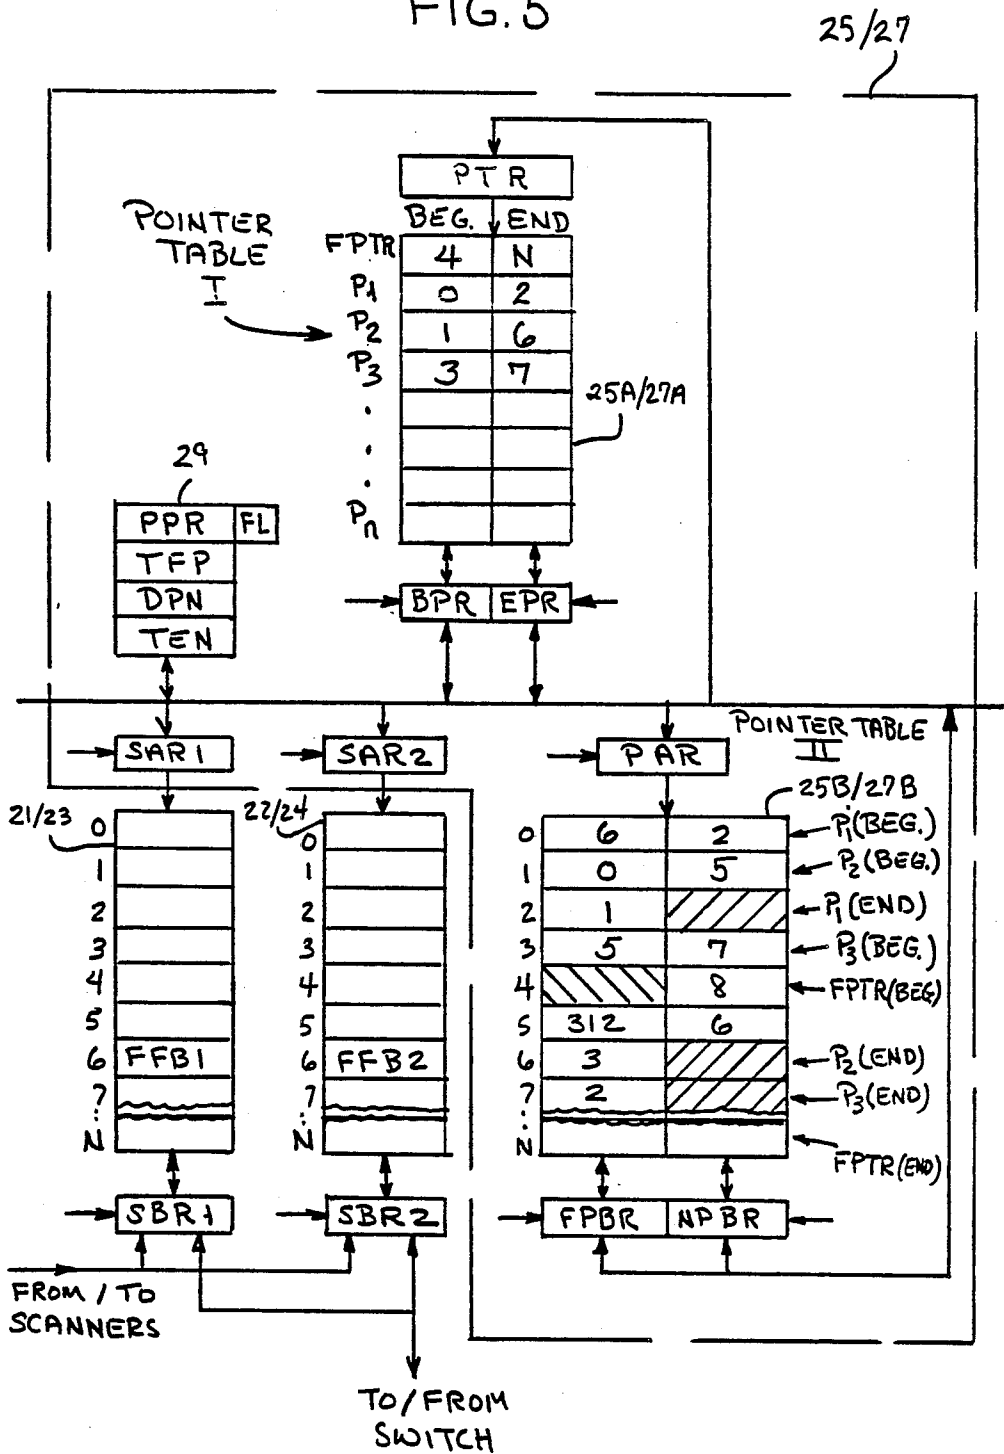 FIG. 5
25/27
PTR
BEG. END
POINTER
TABLE
I
FPTR 4 N
P1 0 2
P2 1 6
P3 3 7
.
.
.
Pn
25A/27A
29
PPR FL
TFP
DPN
TEN
BPR EPR
SAR1
SAR2
PAR
POINTER TABLE
II
21/23
22/24
25B/27B
0
1
2
3
4
5
6 FFB1
7
:
N
0
1
2
3
4
5
6 FFB2
7
:
N
0 6 2 P1(BEG.)
1 0 5 P2(BEG.)
2 1 P1(END)
3 5 7 P3(BEG.)
4 8 FPTR(BEG)
5 312 6
6 3 P2(END)
7 2 P3(END)
:
N FPTR(END)
SBR1
SBR2
FPBR NPBR
FROM / TO
SCANNERS
TO/FROM
SWITCH